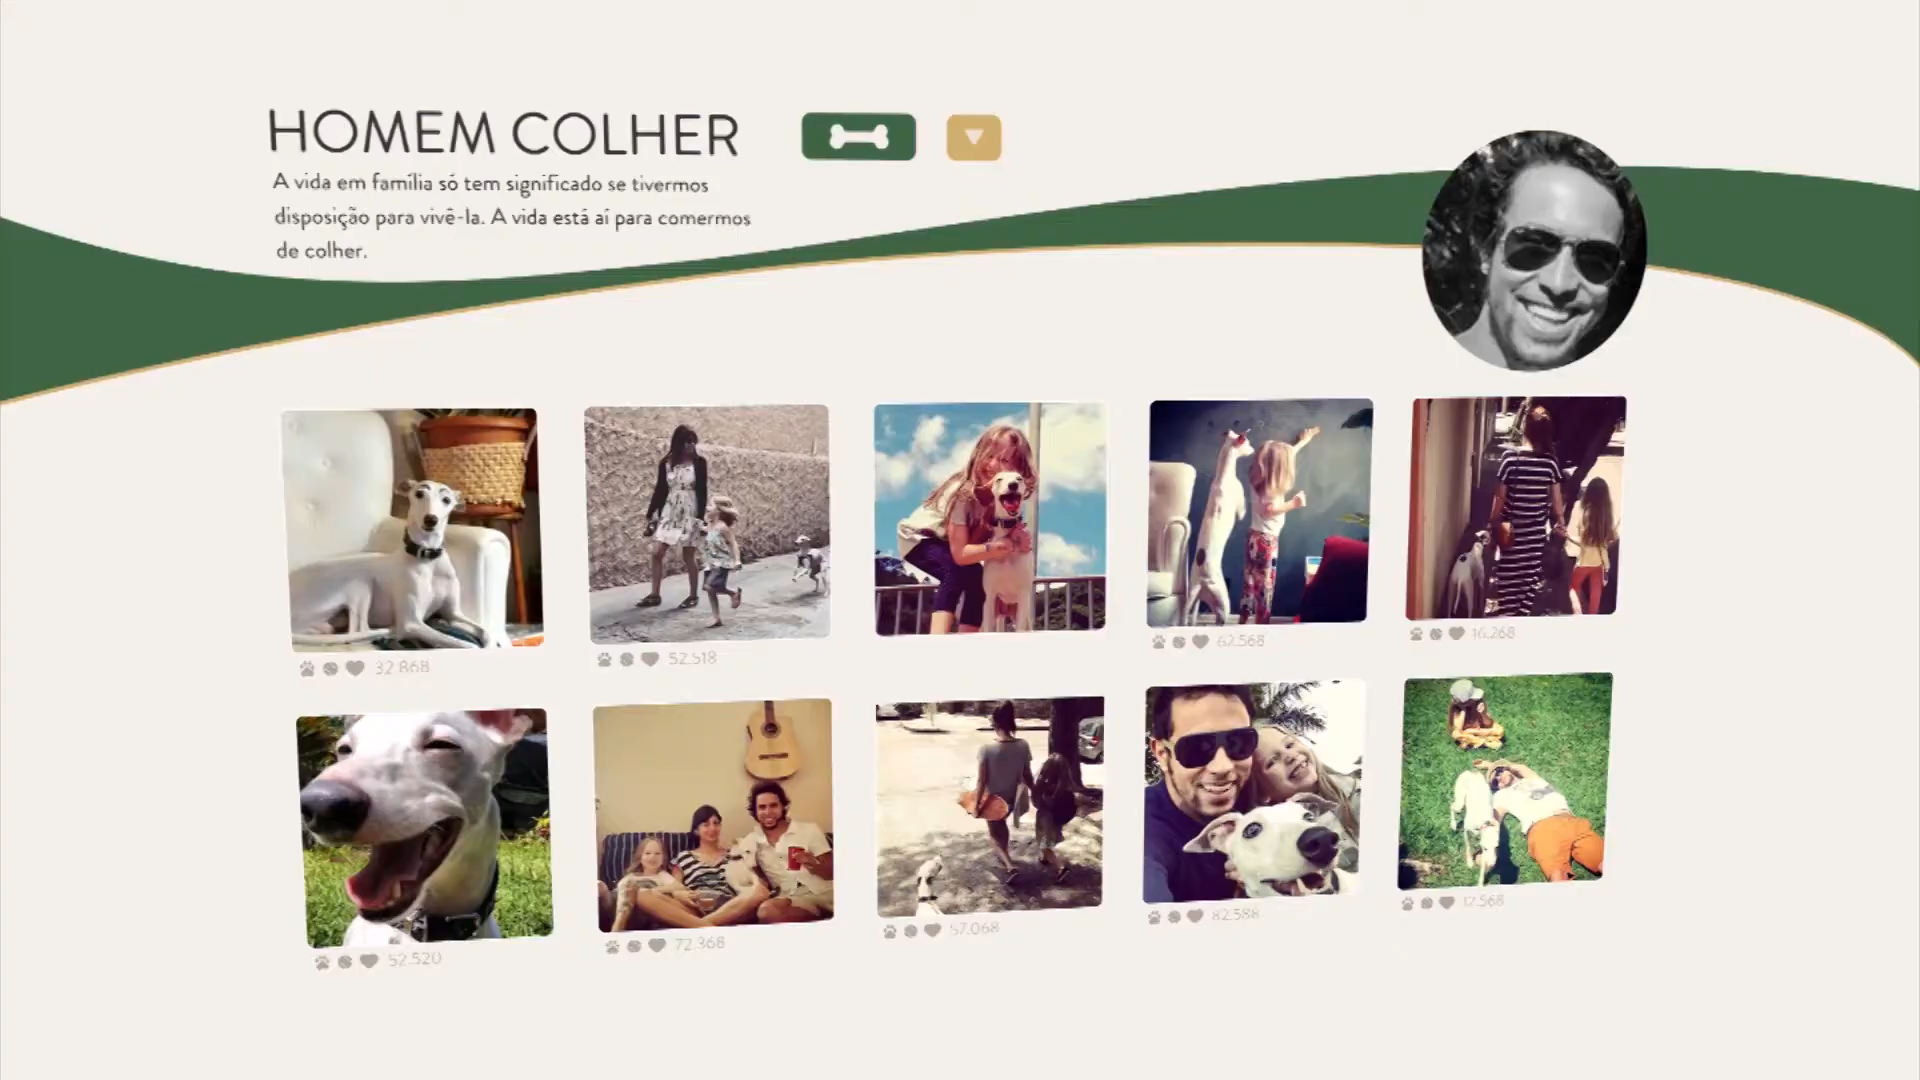 HOMEM COLHER
A vida em família só tem significado se tivermos
disposição para vivê-la. A vida está aí para comermos
de colher.
32.868
52.518
62.568
16.268
52.520
72.368
57.068
82.588
12.568